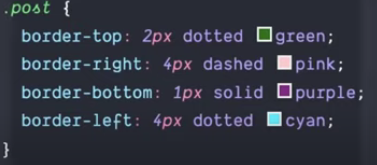 .post {
border-top: 2px dotted green;
border-right: 4px dashed pink;
border-bottom: 1px solid purple;
border-left: 4px dotted cyan;
}